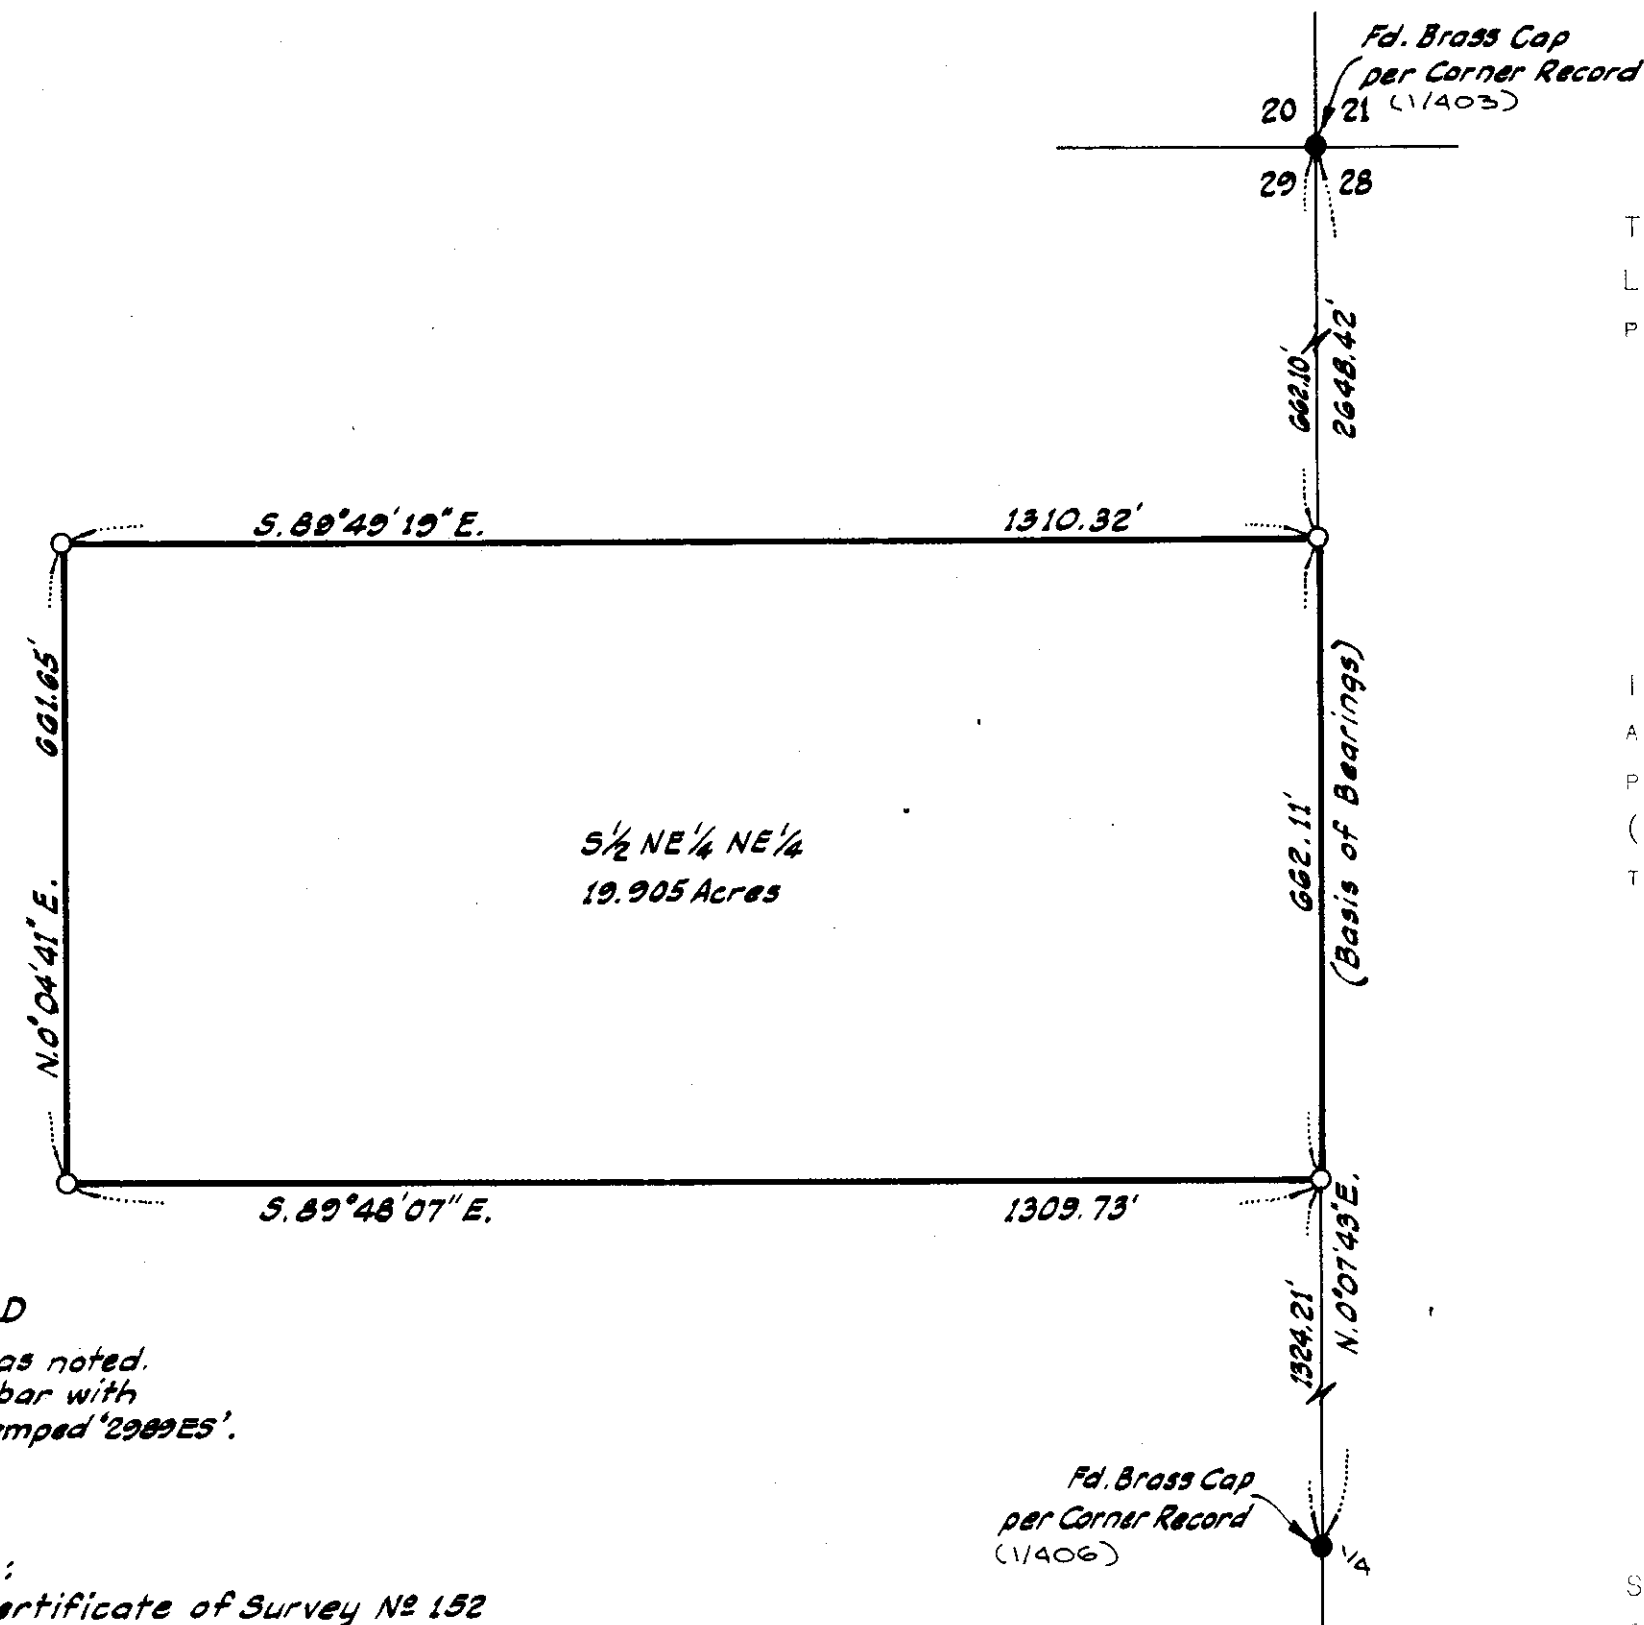 Fd. Brass Cap
per Corner Record
(1/403)
20 21
29 28
662.10'
2648.42'
S. 89°49'19" E.
1310.32'
661.65'
N.0°04'41" E.
S½ NE¼ NE¼
19.905 Acres
662.11'
(Basis of Bearings)
S. 89°48'07" E.
1309.73'
N.0°07'43" E.
1324.21'
D
as noted.
bar with
mped '2989ES'.
Fd. Brass Cap
per Corner Record
(1/406)
1/4
:
ertificate of Survey Nº 152
T
L
P
I
A
P
(
T
S